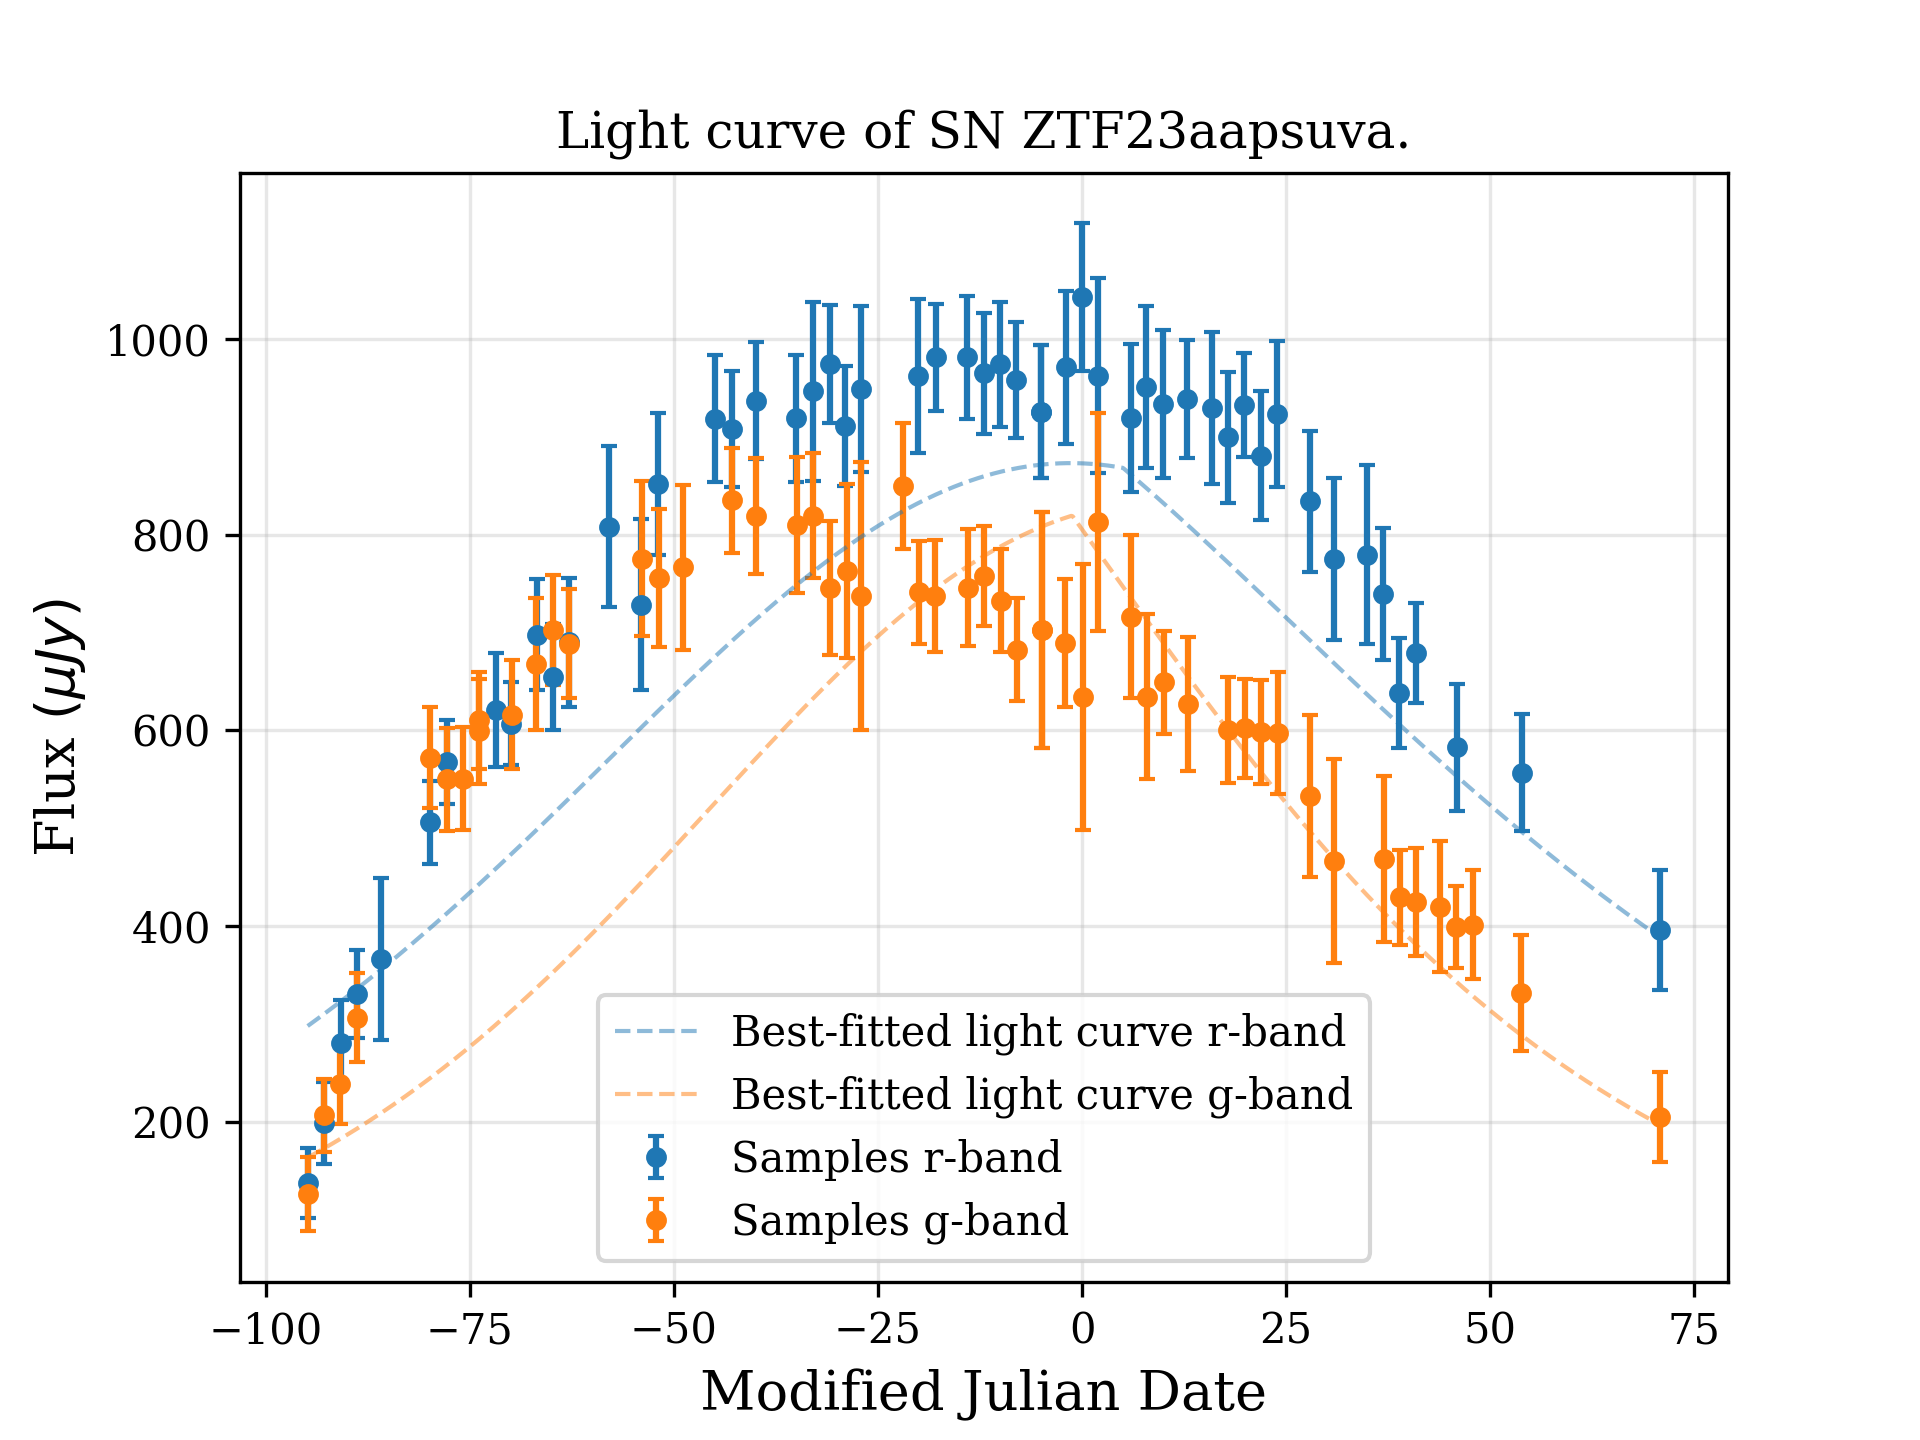 Light curve of SN ZTF23aapsuva.
1000
800
600
400
200
Flux (μJy)
−100 −75 −50 −25 0 25 50 75
Modified Julian Date
Best-fitted light curve r-band
Best-fitted light curve g-band
Samples r-band
Samples g-band